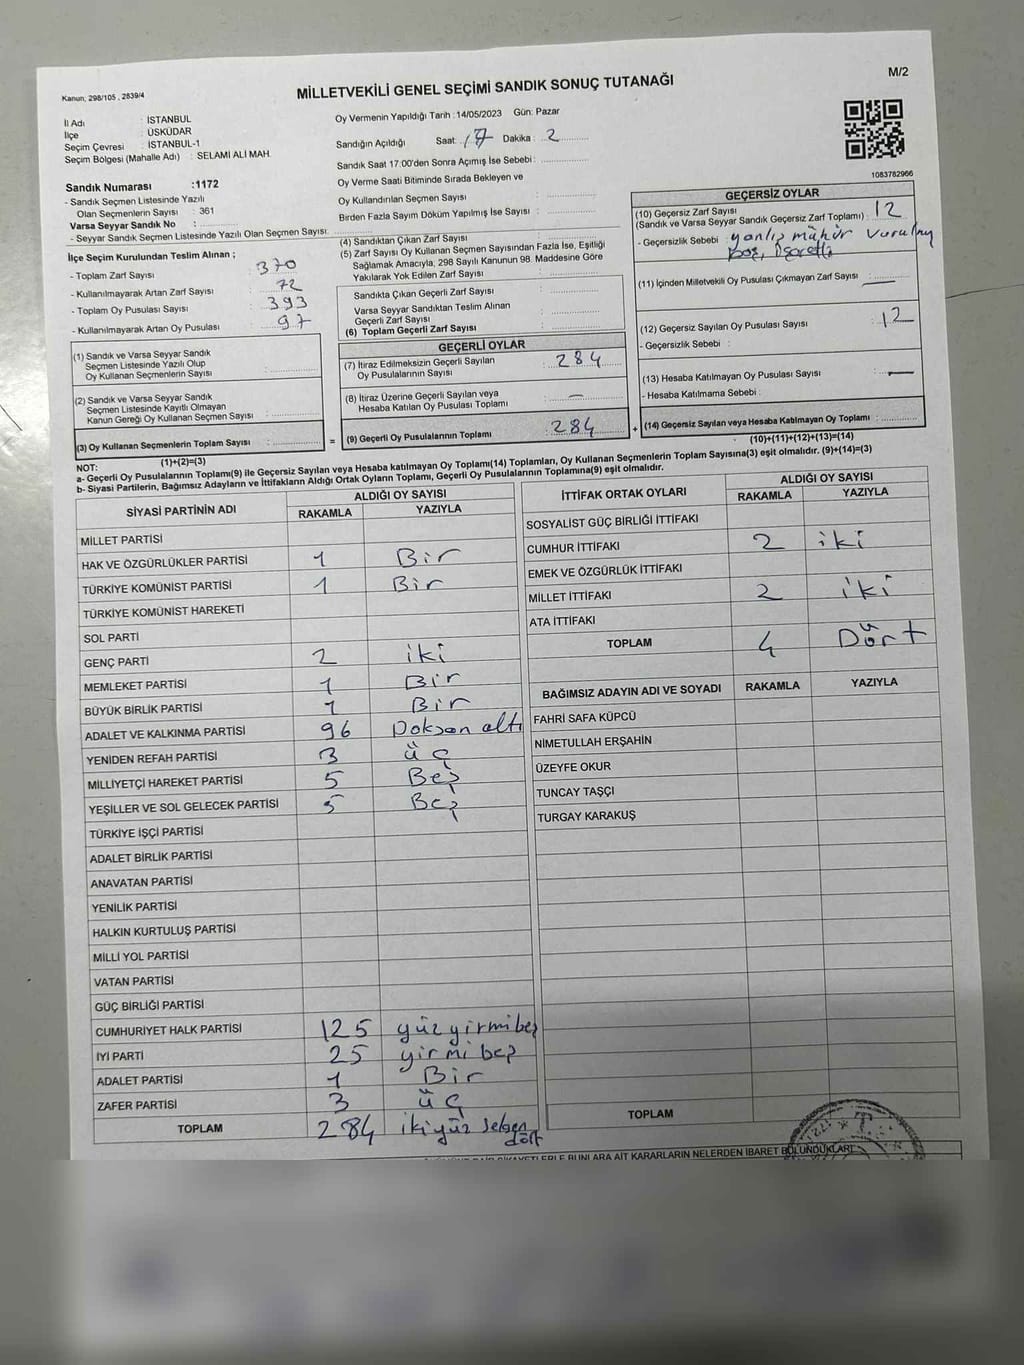 M/2
Kanun, 298/105 , 2839/4
MİLLETVEKİLİ GENEL SEÇİMİ SANDIK SONUÇ TUTANAĞI
İl Adı : İSTANBUL
İlçe : ÜSKÜDAR
Seçim Çevresi : İSTANBUL-1
Seçim Bölgesi (Mahalle Adı) : SELAMİ ALİ MAH.
Sandık Numarası :1172
- Sandık Seçmen Listesinde Yazılı
Olan Seçmenlerin Sayısı : 361
Varsa Seyyar Sandık No :
- Seyyar Sandık Seçmen Listesinde Yazılı Olan Seçmen Sayısı:
İlçe Seçim Kurulundan Teslim Alınan ;
- Toplam Zarf Sayısı : 370
- Kullanılmayarak Artan Zarf Sayısı : 72
- Toplam Oy Pusulası Sayısı : 393
- Kullanılmayarak Artan Oy Pusulası : 97
(1) Sandık ve Varsa Seyyar Sandık
Seçmen Listesinde Yazılı Olup
Oy Kullanan Seçmenlerin Sayısı :
(2) Sandık ve Varsa Seyyar Sandık
Seçmen Listesinde Kayıtlı Olmayan
Kanun Gereği Oy Kullanan Seçmen Sayısı :
(3) Oy Kullanan Seçmenlerin Toplam Sayısı :
(1)+(2)=(3)
Oy Vermenin Yapıldığı Tarih : 14/05/2023 Gün: Pazar
Sandığın Açıldığı Saat: 17 Dakika : 2
Sandık Saat 17.00'den Sonra Açımış İse Sebebi :
Oy Verme Saati Bitiminde Sırada Bekleyen ve
Oy Kullandırılan Seçmen Sayısı :
Birden Fazla Sayım Döküm Yapılmış İse Sayısı :
(4) Sandıktan Çıkan Zarf Sayısı :
(5) Zarf Sayısı Oy Kullanan Seçmen Sayısından Fazla İse, Eşitliği
Sağlamak Amacıyla, 298 Sayılı Kanunun 98. Maddesine Göre
Yakılarak Yok Edilen Zarf Sayısı :
Sandıkta Çıkan Geçerli Zarf Sayısı :
Varsa Seyyar Sandıktan Teslim Alınan
Geçerli Zarf Sayısı :
(6) Toplam Geçerli Zarf Sayısı :
GEÇERLİ OYLAR
(7) İtiraz Edilmeksizin Geçerli Sayılan
Oy Pusulalarının Sayısı : 284
(8) İtiraz Üzerine Geçerli Sayılan veya
Hesaba Katılan Oy Pusulası Toplamı : —
= (9) Geçerli Oy Pusulalarının Toplamı : 284
1083782966
GEÇERSİZ OYLAR
(10) Geçersiz Zarf Sayısı
(Sandık ve Varsa Seyyar Sandık Geçersiz Zarf Toplamı) : 12
- Geçersizlik Sebebi : yanlış mühür
boş, işaretli
(11) İçinden Milletvekili Oy Pusulası Çıkmayan Zarf Sayısı : —
(12) Geçersiz Sayılan Oy Pusulası Sayısı : 12
- Geçersizlik Sebebi :
(13) Hesaba Katılmayan Oy Pusulası Sayısı : —
- Hesaba Katılmama Sebebi :
+ (14) Geçersiz Sayılan veya Hesaba Katılmayan Oy Toplamı :
(10)+(11)+(12)+(13)=(14)
NOT:
a- Geçerli Oy Pusulalarının Toplamı(9) ile Geçersiz Sayılan veya Hesaba katılmayan Oy Toplamı(14) Toplamları, Oy Kullanan Seçmenlerin Toplam Sayısına(3) eşit olmalıdır. (9)+(14)=(3)
b- Siyasi Partilerin, Bağımsız Adayların ve İttifakların Aldığı Ortak Oyların Toplamı, Geçerli Oy Pusulalarının Toplamına(9) eşit olmalıdır.
SİYASİ PARTİNİN ADI ALDIĞI OY SAYISI
RAKAMLA YAZIYLA
MİLLET PARTİSİ
HAK VE ÖZGÜRLÜKLER PARTİSİ 1 Bir
TÜRKİYE KOMÜNİST PARTİSİ 1 Bir
TÜRKİYE KOMÜNİST HAREKETİ
SOL PARTİ
GENÇ PARTİ 2 iki
MEMLEKET PARTİSİ 1 Bir
BÜYÜK BİRLİK PARTİSİ 1 Bir
ADALET VE KALKINMA PARTİSİ 96 Doksan altı
YENİDEN REFAH PARTİSİ 3 üç
MİLLİYETÇİ HAREKET PARTİSİ 5 Beş
YEŞİLLER VE SOL GELECEK PARTİSİ 5 Beş
TÜRKİYE İŞÇİ PARTİSİ
ADALET BİRLİK PARTİSİ
ANAVATAN PARTİSİ
YENİLİK PARTİSİ
HALKIN KURTULUŞ PARTİSİ
MİLLİ YOL PARTİSİ
VATAN PARTİSİ
GÜÇ BİRLİĞİ PARTİSİ
CUMHURİYET HALK PARTİSİ 125 yüz yirmi beş
İYİ PARTİ 25 yirmi beş
ADALET PARTİSİ 1 Bir
ZAFER PARTİSİ 3 üç
TOPLAM 284 ikiyüz seksen
dört
İTTİFAK ORTAK OYLARI ALDIĞI OY SAYISI
RAKAMLA YAZIYLA
SOSYALİST GÜÇ BİRLİĞİ İTTİFAKI
CUMHUR İTTİFAKI 2 iki
EMEK VE ÖZGÜRLÜK İTTİFAKI
MİLLET İTTİFAKI 2 iki
ATA İTTİFAKI
TOPLAM 4 Dört
BAĞIMSIZ ADAYIN ADI VE SOYADI RAKAMLA YAZIYLA
FAHRİ SAFA KÜPCÜ
NİMETULLAH ERŞAHİN
ÜZEYFE OKUR
TUNCAY TAŞÇI
TURGAY KARAKUŞ
TOPLAM
ŞİKAYETLERLE BUNLARA AİT KARARLARIN NELERDEN İBARET BULUNDUKLARI